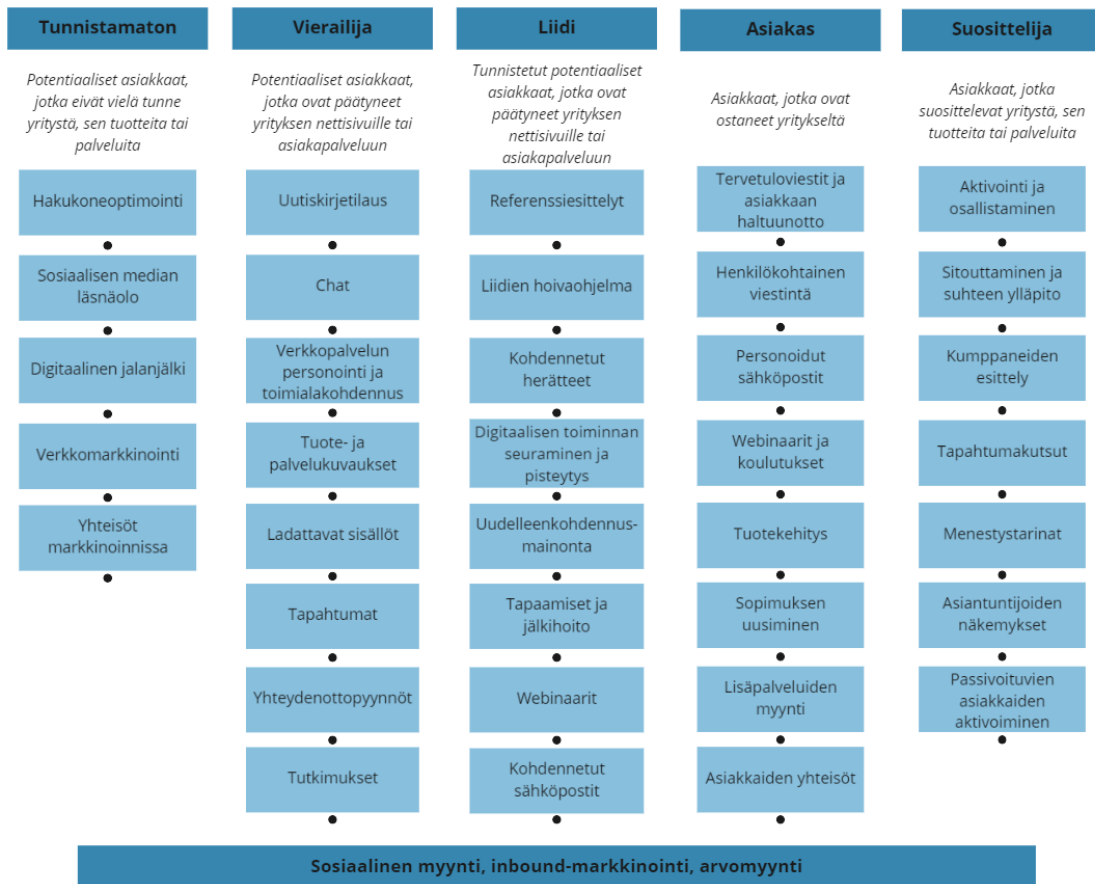 Tunnistamaton
Potentiaaliset asiakkaat,
jotka eivät vielä tunne
yritystä, sen tuotteita tai
palveluita
Hakukoneoptimointi
Sosiaalisen median
läsnäolo
Digitaalinen jalanjälki
Verkkomarkkinointi
Yhteisöt
markkinoinnissa
Vierailija
Potentiaaliset asiakkaat,
jotka ovat päätyneet
yrityksen nettisivuille tai
asiakapalveluun
Uutiskirjetilaus
Chat
Verkkopalvelun
personointi ja
toimialakohdennus
Tuote- ja
palvelukuvaukset
Ladattavat sisällöt
Tapahtumat
Yhteydenottopyynnöt
Tutkimukset
Liidi
Tunnistetut potentiaaliset
asiakkaat, jotka ovat
päätyneet yrityksen
nettisivuille tai
asiakapalveluun
Referenssiesittelyt
Liidien hoivaohjelma
Kohdennetut
herätteet
Digitaalisen toiminnan
seuraminen ja
pisteytys
Uudelleenkohdennus-
mainonta
Tapaamiset ja
jälkihoito
Webinaarit
Kohdennetut
sähköpostit
Asiakas
Asiakkaat, jotka ovat
ostaneet yritykseltä
Tervetuloviestit ja
asiakkaan
haltuunotto
Henkilökohtainen
viestintä
Personoidut
sähköpostit
Webinaarit ja
koulutukset
Tuotekehitys
Sopimuksen
uusiminen
Lisäpalveluiden
myynti
Asiakkaiden yhteisöt
Suosittelija
Asiakkaat, jotka
suosittelevat yritystä, sen
tuotteita tai palveluita
Aktivointi ja
osallistaminen
Sitouttaminen ja
suhteen ylläpito
Kumppaneiden
esittely
Tapahtumakutsut
Menestystarinat
Asiantuntijoiden
näkemykset
Passivoituvien
asiakkaiden
aktivoiminen
Sosiaalinen myynti, inbound-markkinointi, arvomyynti